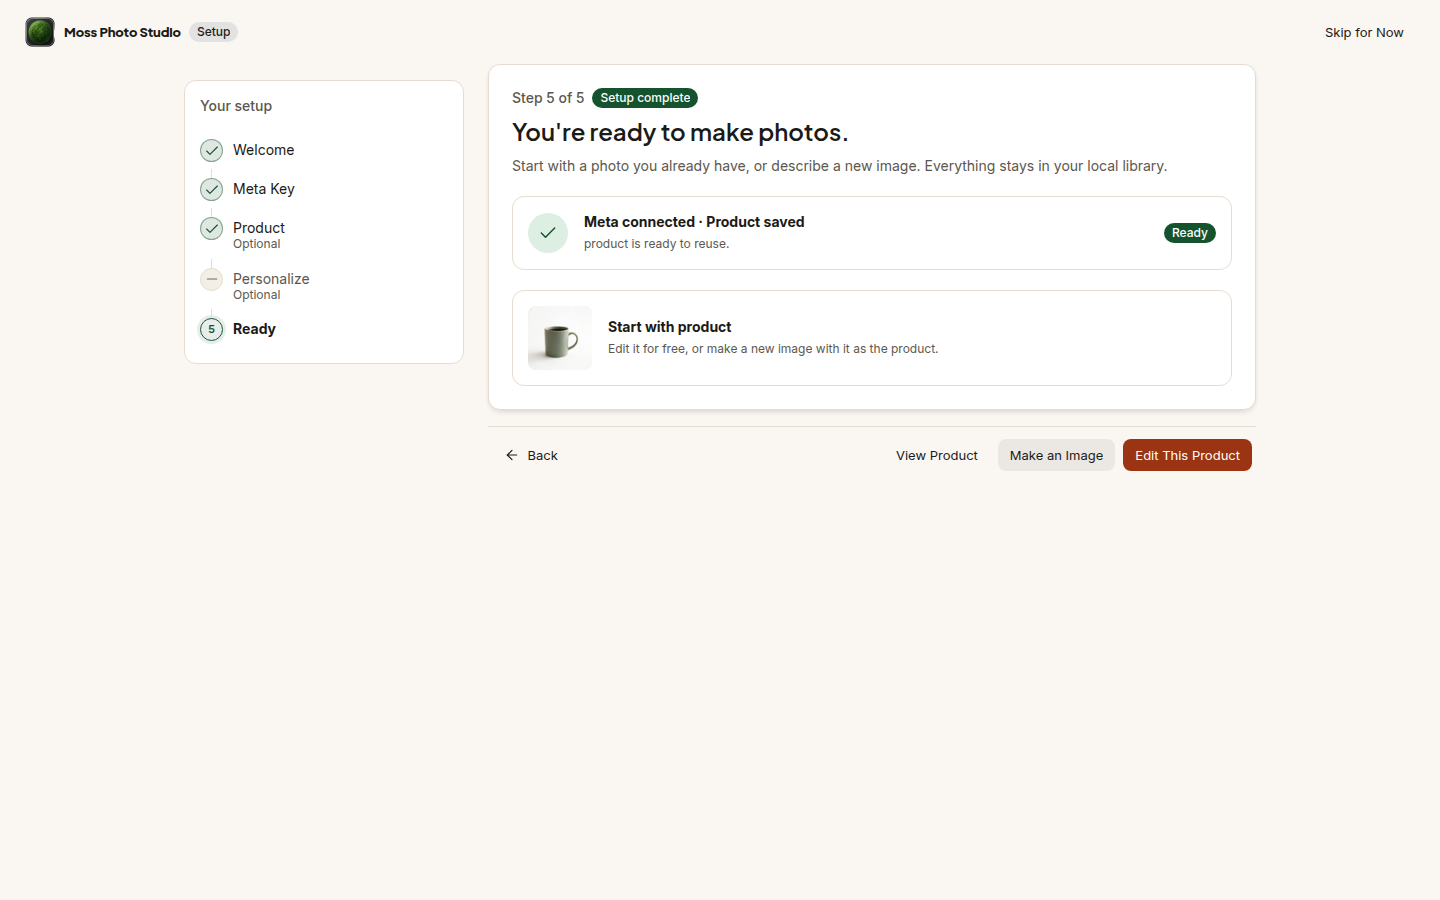 Moss Photo Studio
Setup
Skip for Now
Your setup
Welcome
Meta Key
Product
Optional
Personalize
Optional
5
Ready
Step 5 of 5
Setup complete
You're ready to make photos.
Start with a photo you already have, or describe a new image. Everything stays in your local library.
Meta connected · Product saved
product is ready to reuse.
Ready
Start with product
Edit it for free, or make a new image with it as the product.
Back
View Product
Make an Image
Edit This Product